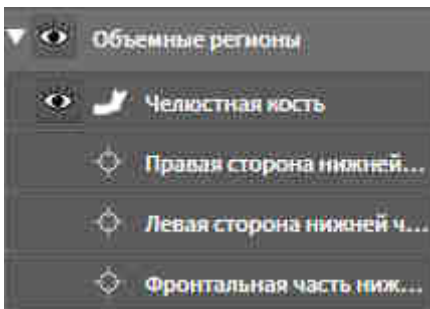 Объемные регионы
Челюстная кость
Правая сторона нижней...
Левая сторона нижней ч...
Фронтальная часть ниж...